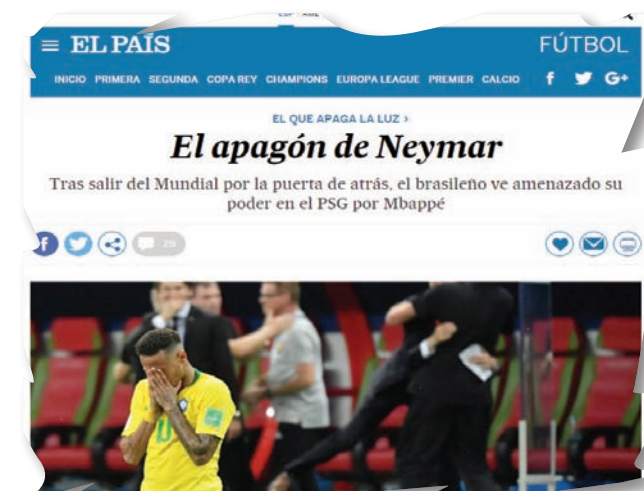 EL PAÍS
FÚTBOL
INICIO PRIMERA SEGUNDA COPA REY CHAMPIONS EUROPA LEAGUE PREMIER CALCIO
EL QUE APAGA LA LUZ >
El apagón de Neymar
Tras salir del Mundial por la puerta de atrás, el brasileño ve amenazado su
poder en el PSG por Mbappé
29
10